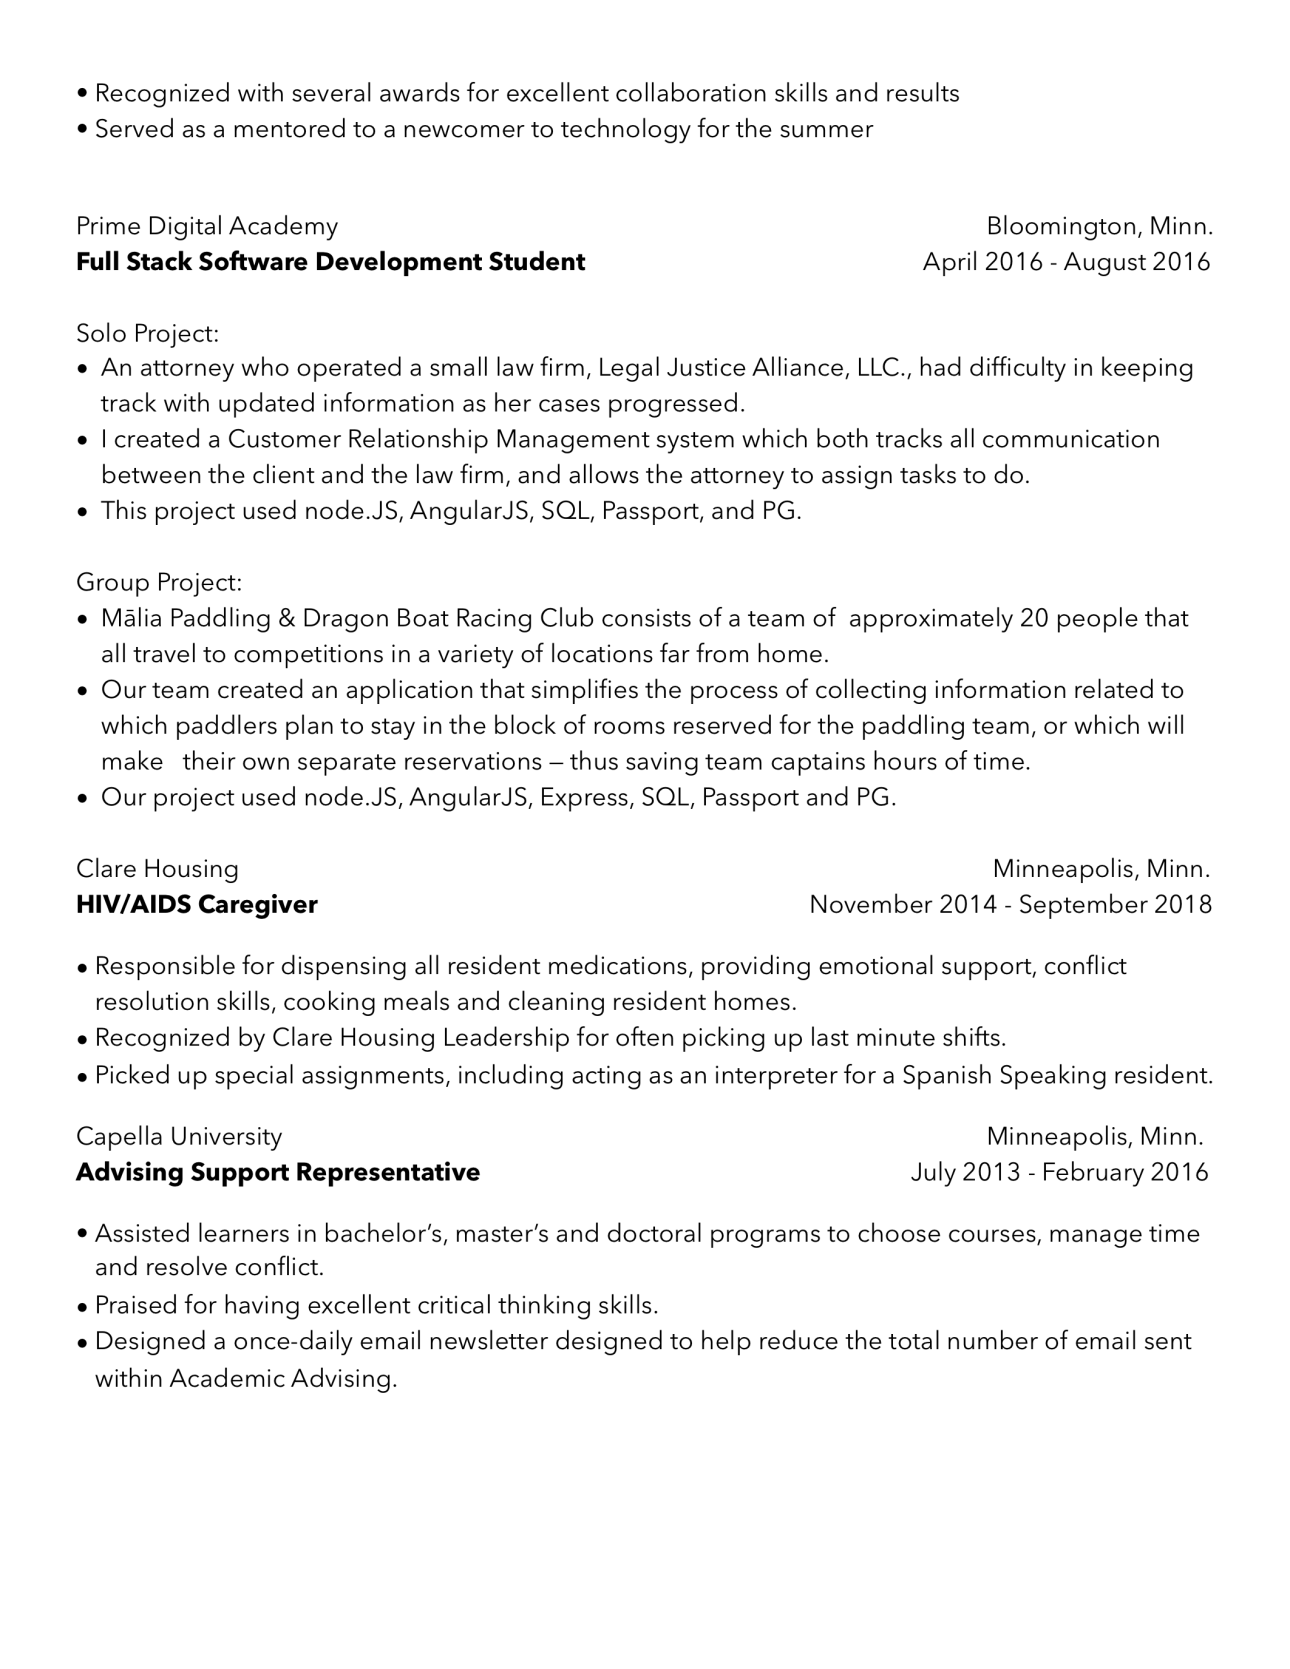 • Recognized with several awards for excellent collaboration skills and results
• Served as a mentored to a newcomer to technology for the summer
Prime Digital Academy Bloomington, Minn.
Full Stack Software Development Student April 2016 - August 2016
Solo Project:
• An attorney who operated a small law firm, Legal Justice Alliance, LLC., had difficulty in keeping
track with updated information as her cases progressed.
• I created a Customer Relationship Management system which both tracks all communication
between the client and the law firm, and allows the attorney to assign tasks to do.
• This project used node.JS, AngularJS, SQL, Passport, and PG.
Group Project:
• Mālia Paddling & Dragon Boat Racing Club consists of a team of  approximately 20 people that
all travel to competitions in a variety of locations far from home.
• Our team created an application that simplifies the process of collecting information related to
which paddlers plan to stay in the block of rooms reserved for the paddling team, or which will
make   their own separate reservations – thus saving team captains hours of time.
• Our project used node.JS, AngularJS, Express, SQL, Passport and PG.
Clare Housing Minneapolis, Minn.
HIV/AIDS Caregiver November 2014 - September 2018
• Responsible for dispensing all resident medications, providing emotional support, conflict
resolution skills, cooking meals and cleaning resident homes.
• Recognized by Clare Housing Leadership for often picking up last minute shifts.
• Picked up special assignments, including acting as an interpreter for a Spanish Speaking resident.
Capella University Minneapolis, Minn.
Advising Support Representative July 2013 - February 2016
• Assisted learners in bachelor’s, master’s and doctoral programs to choose courses, manage time
and resolve conflict.
• Praised for having excellent critical thinking skills.
• Designed a once-daily email newsletter designed to help reduce the total number of email sent
within Academic Advising.